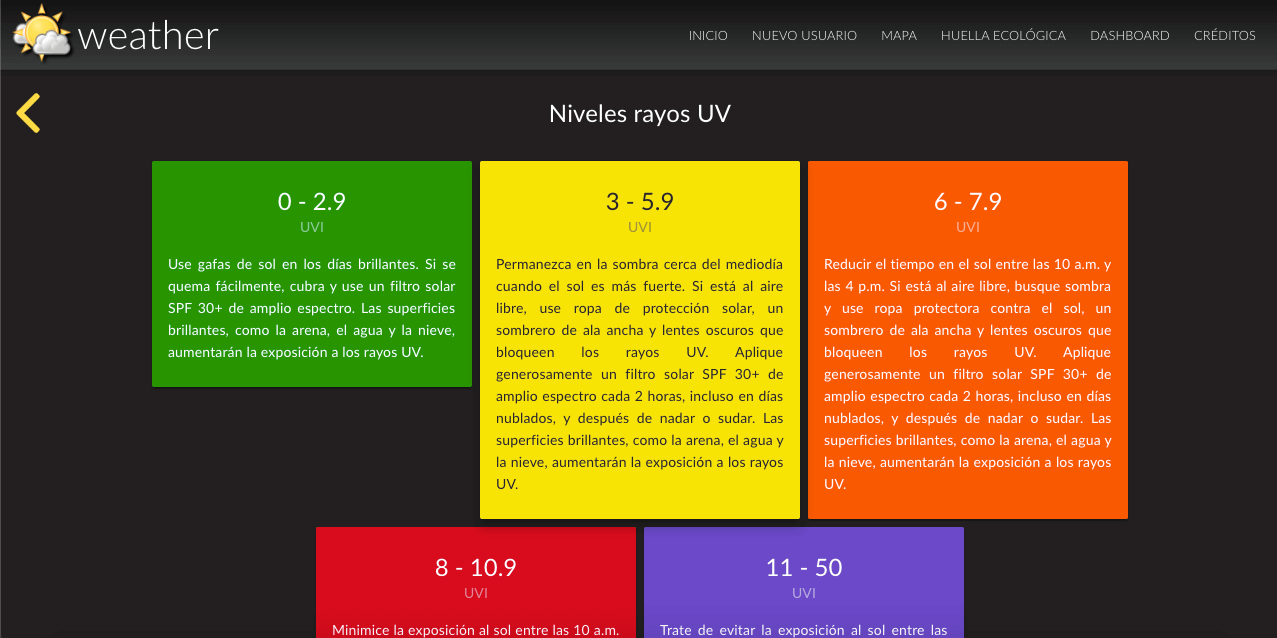 weather
INICIO NUEVO USUARIO MAPA HUELLA ECOLÓGICA DASHBOARD CRÉDITOS
Niveles rayos UV
0 - 2.9
UVI
Use gafas de sol en los días brillantes. Si se
quema fácilmente, cubra y use un filtro solar
SPF 30+ de amplio espectro. Las superficies
brillantes, como la arena, el agua y la nieve,
aumentarán la exposición a los rayos UV.
3 - 5.9
UVI
Permanezca en la sombra cerca del mediodía
cuando el sol es más fuerte. Si está al aire
libre, use ropa de protección solar, un
sombrero de ala ancha y lentes oscuros que
bloqueen los rayos UV. Aplique
generosamente un filtro solar SPF 30+ de
amplio espectro cada 2 horas, incluso en días
nublados, y después de nadar o sudar. Las
superficies brillantes, como la arena, el agua y
la nieve, aumentarán la exposición a los rayos
UV.
6 - 7.9
UVI
Reducir el tiempo en el sol entre las 10 a.m. y
las 4 p.m. Si está al aire libre, busque sombra
y use ropa protectora contra el sol, un
sombrero de ala ancha y lentes oscuros que
bloqueen los rayos UV. Aplique
generosamente un filtro solar SPF 30+ de
amplio espectro cada 2 horas, incluso en días
nublados, y después de nadar o sudar. Las
superficies brillantes, como la arena, el agua y
la nieve, aumentarán la exposición a los rayos
UV.
8 - 10.9
UVI
Minimice la exposición al sol entre las 10 a.m.
11 - 50
UVI
Trate de evitar la exposición al sol entre las